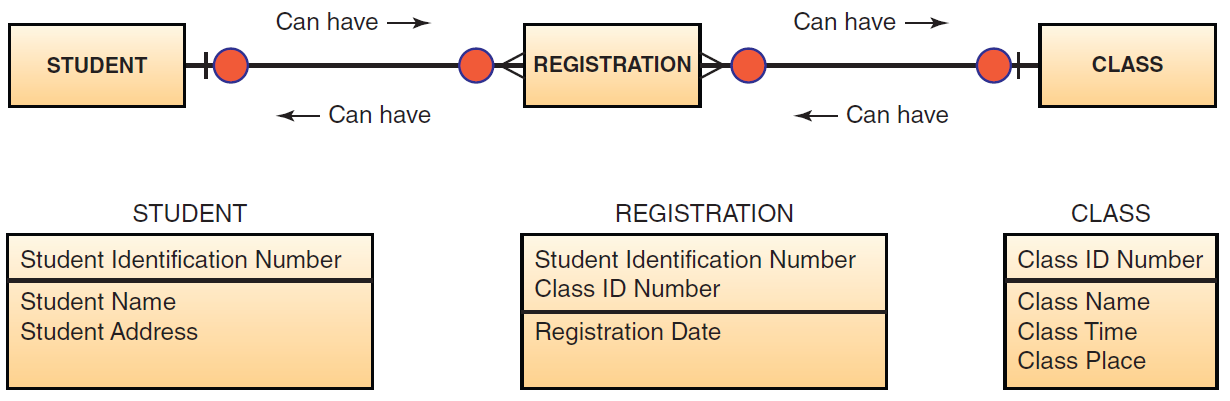 Can have
Can have
STUDENT
REGISTRATION
CLASS
Can have
Can have
STUDENT
Student Identification Number
Student Name
Student Address
REGISTRATION
Student Identification Number
Class ID Number
Registration Date
CLASS
Class ID Number
Class Name
Class Time
Class Place